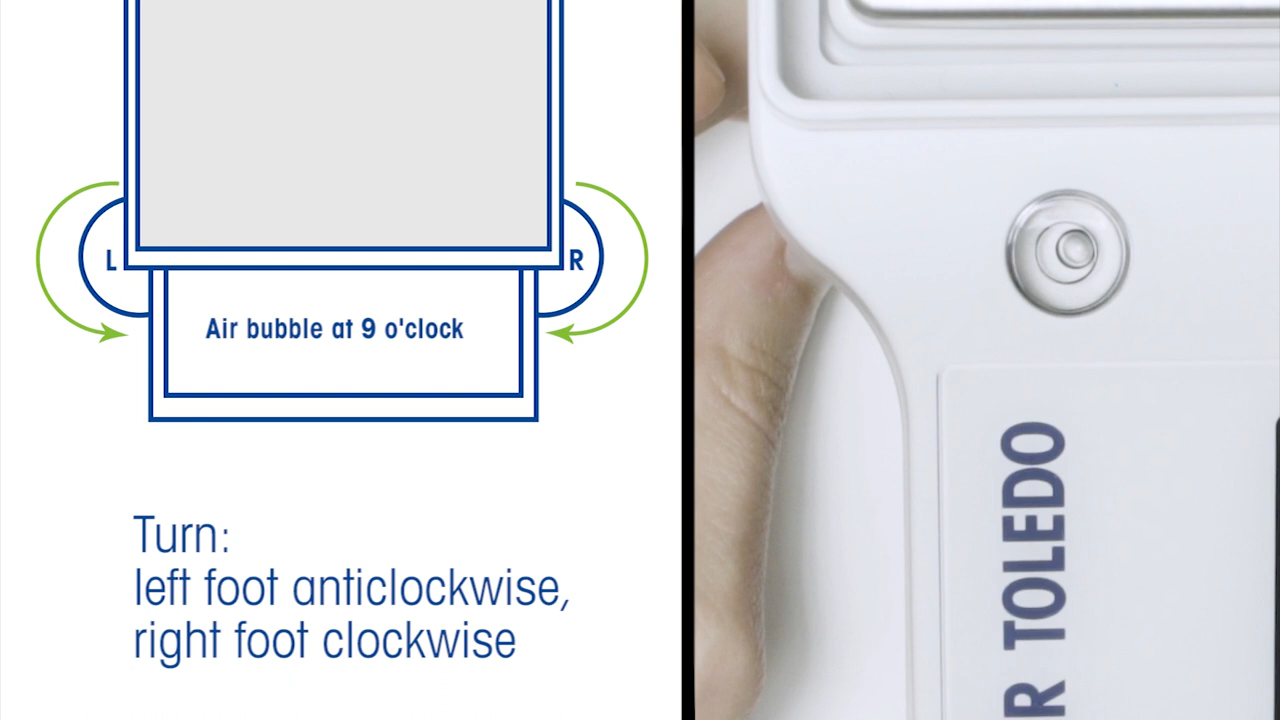 L
R
Air bubble at 9 o'clock
Turn:
left foot anticlockwise,
right foot clockwise
R TOLEDO